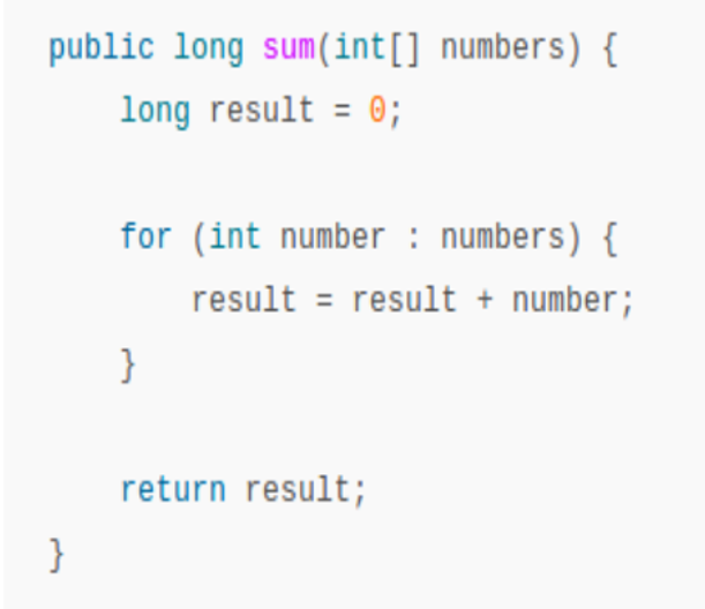 public long sum(int[] numbers) {
    long result = 0;
    for (int number : numbers) {
        result = result + number;
    }
    return result;
}